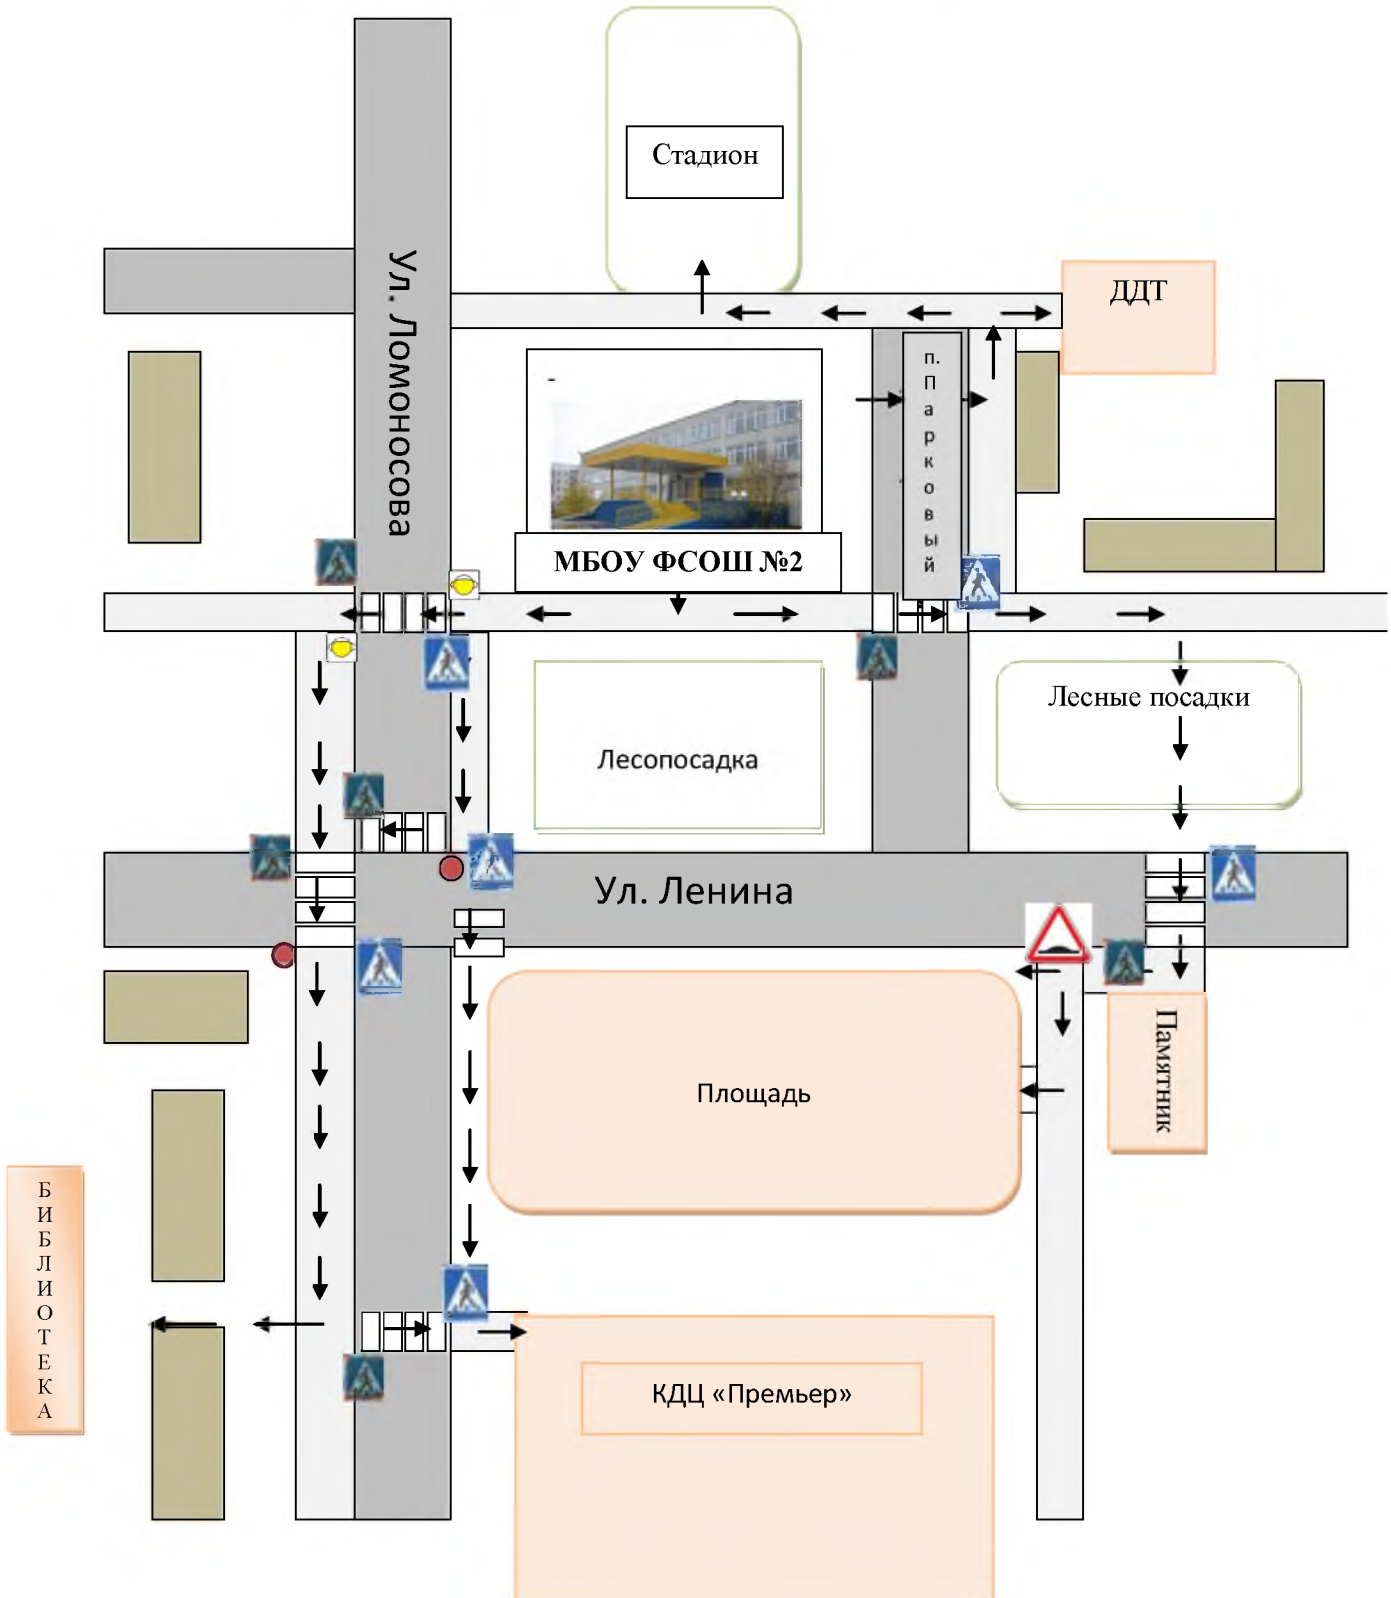 Стадион
ДДТ
Ул. Ломоносова
п. Парковый
МБОУ ФСОШ №2
Лесные посадки
Лесопосадка
Ул. Ленина
Площадь
Памятник
БИБЛИОТЕКА
КДЦ «Премьер»